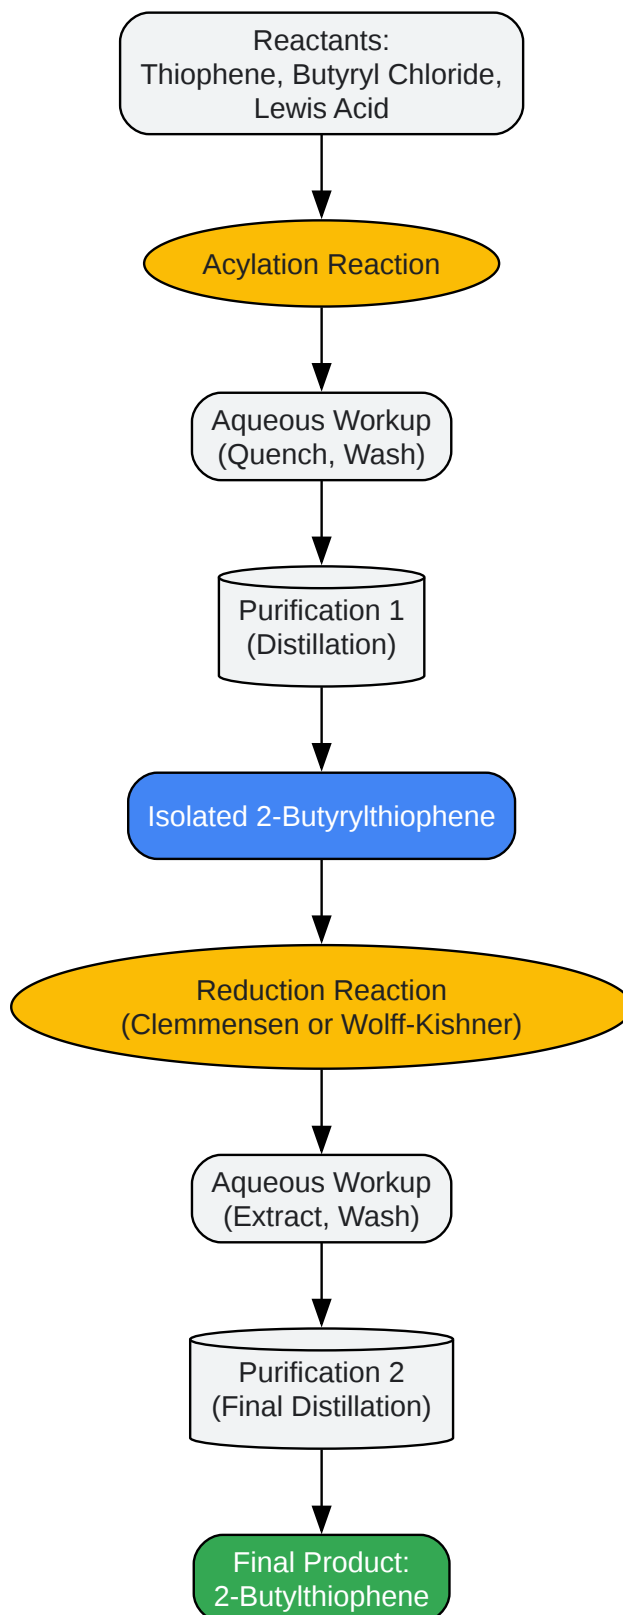 Reactants:
Thiophene, Butyryl Chloride,
Lewis Acid
Acylation Reaction
Aqueous Workup
(Quench, Wash)
Purification 1
(Distillation)
Isolated 2-Butyrylthiophene
Reduction Reaction
(Clemmensen or Wolff-Kishner)
Aqueous Workup
(Extract, Wash)
Purification 2
(Final Distillation)
Final Product:
2-Butylthiophene